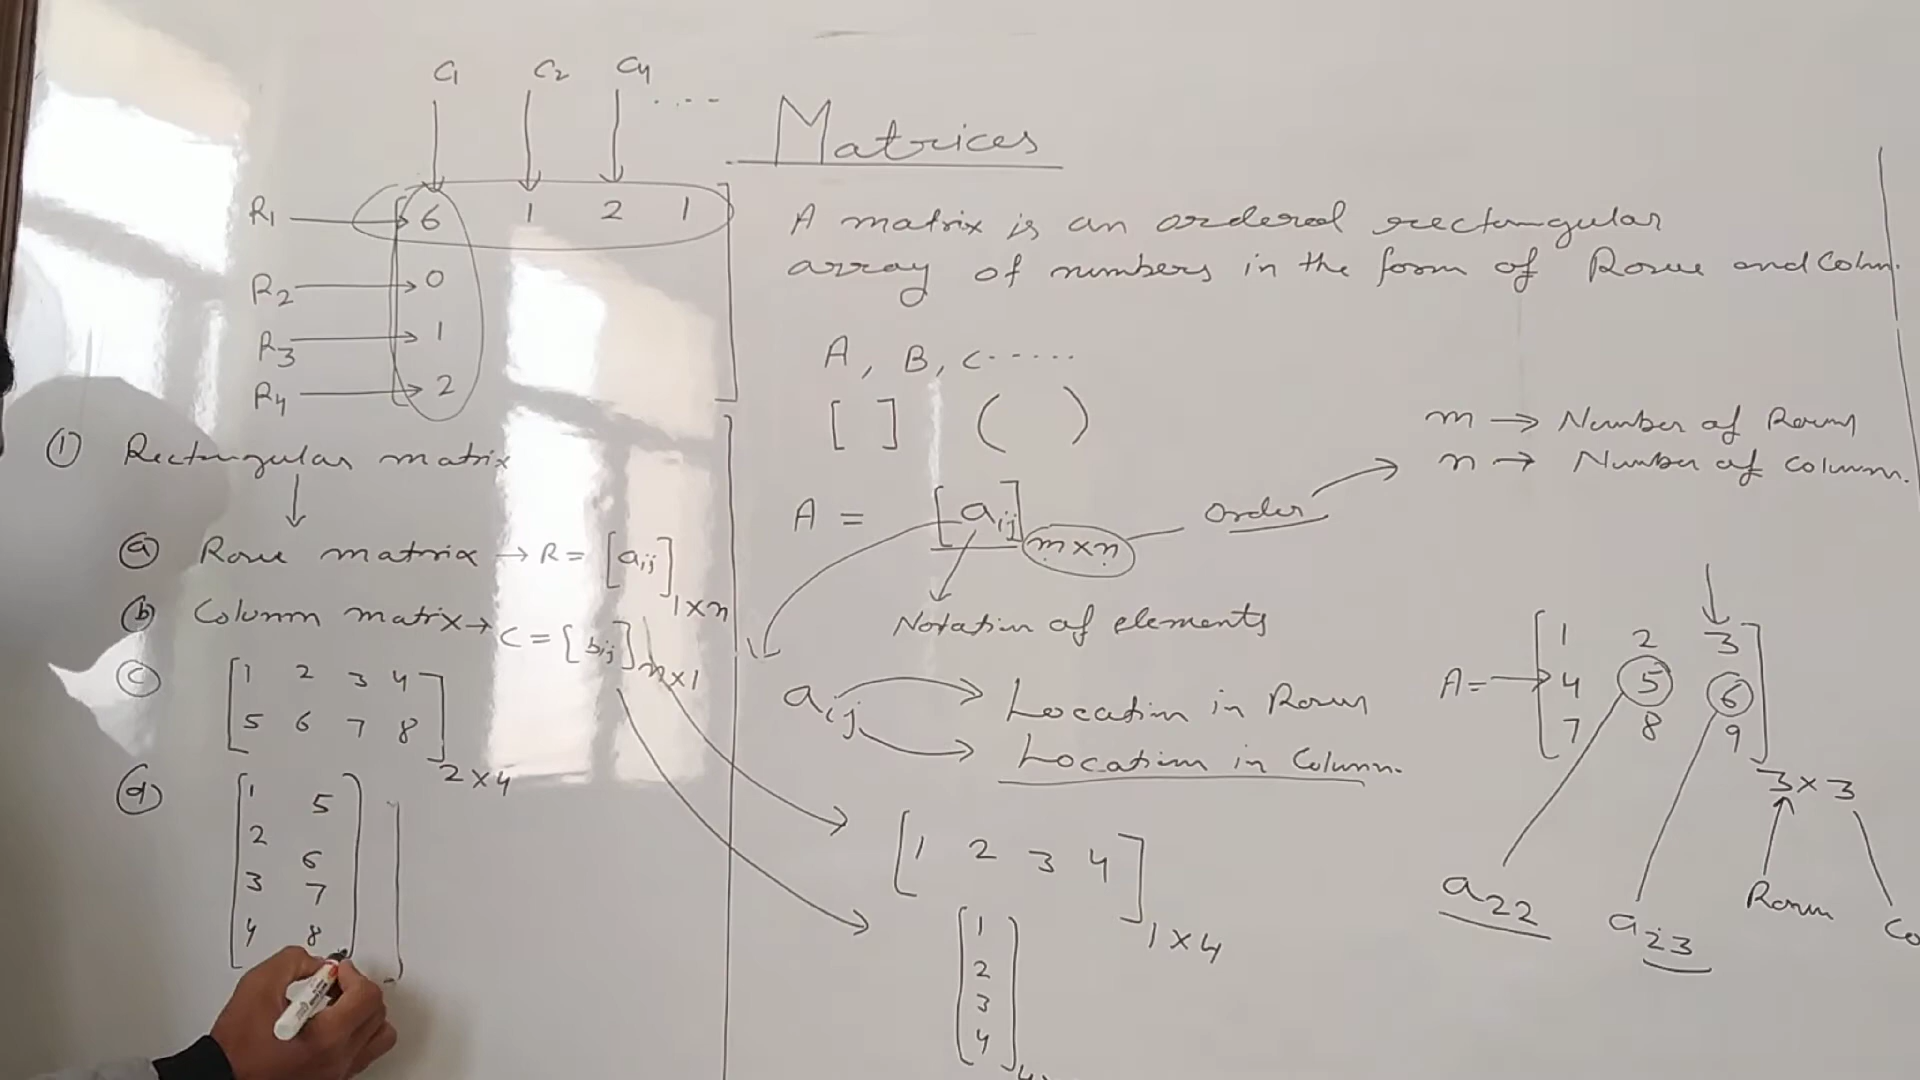 C1 C2 C4 .....
Matrices
R1 → [ 6 1 2 1 ]
R2 → 0
R3 → 1
R4 → 2
A matrix is an ordered rectangular
array of numbers in the form of Rows and Colun.
A, B, C......
[ ] ( )
m → Number of Rows
n → Number of column.
A = [aij] m×n
order
Notation of elements
aij
Location in Rows
Location in Column.
① Rectangular matrix
ⓐ Row matrix → R = [aij] 1×n
ⓑ Column matrix → C = [bij] n×1
ⓒ [ 1 2 3 4
5 6 7 8 ] 2×4
ⓓ [ 1 5
2 6
3 7
4 8 ]
[ 1 2 3 4 ] 1×4
[ 1
2
3
4 ]
A = [ 1 2 3
4 5 6
7 8 9 ] 3×3
a22
a23
Rown
Co